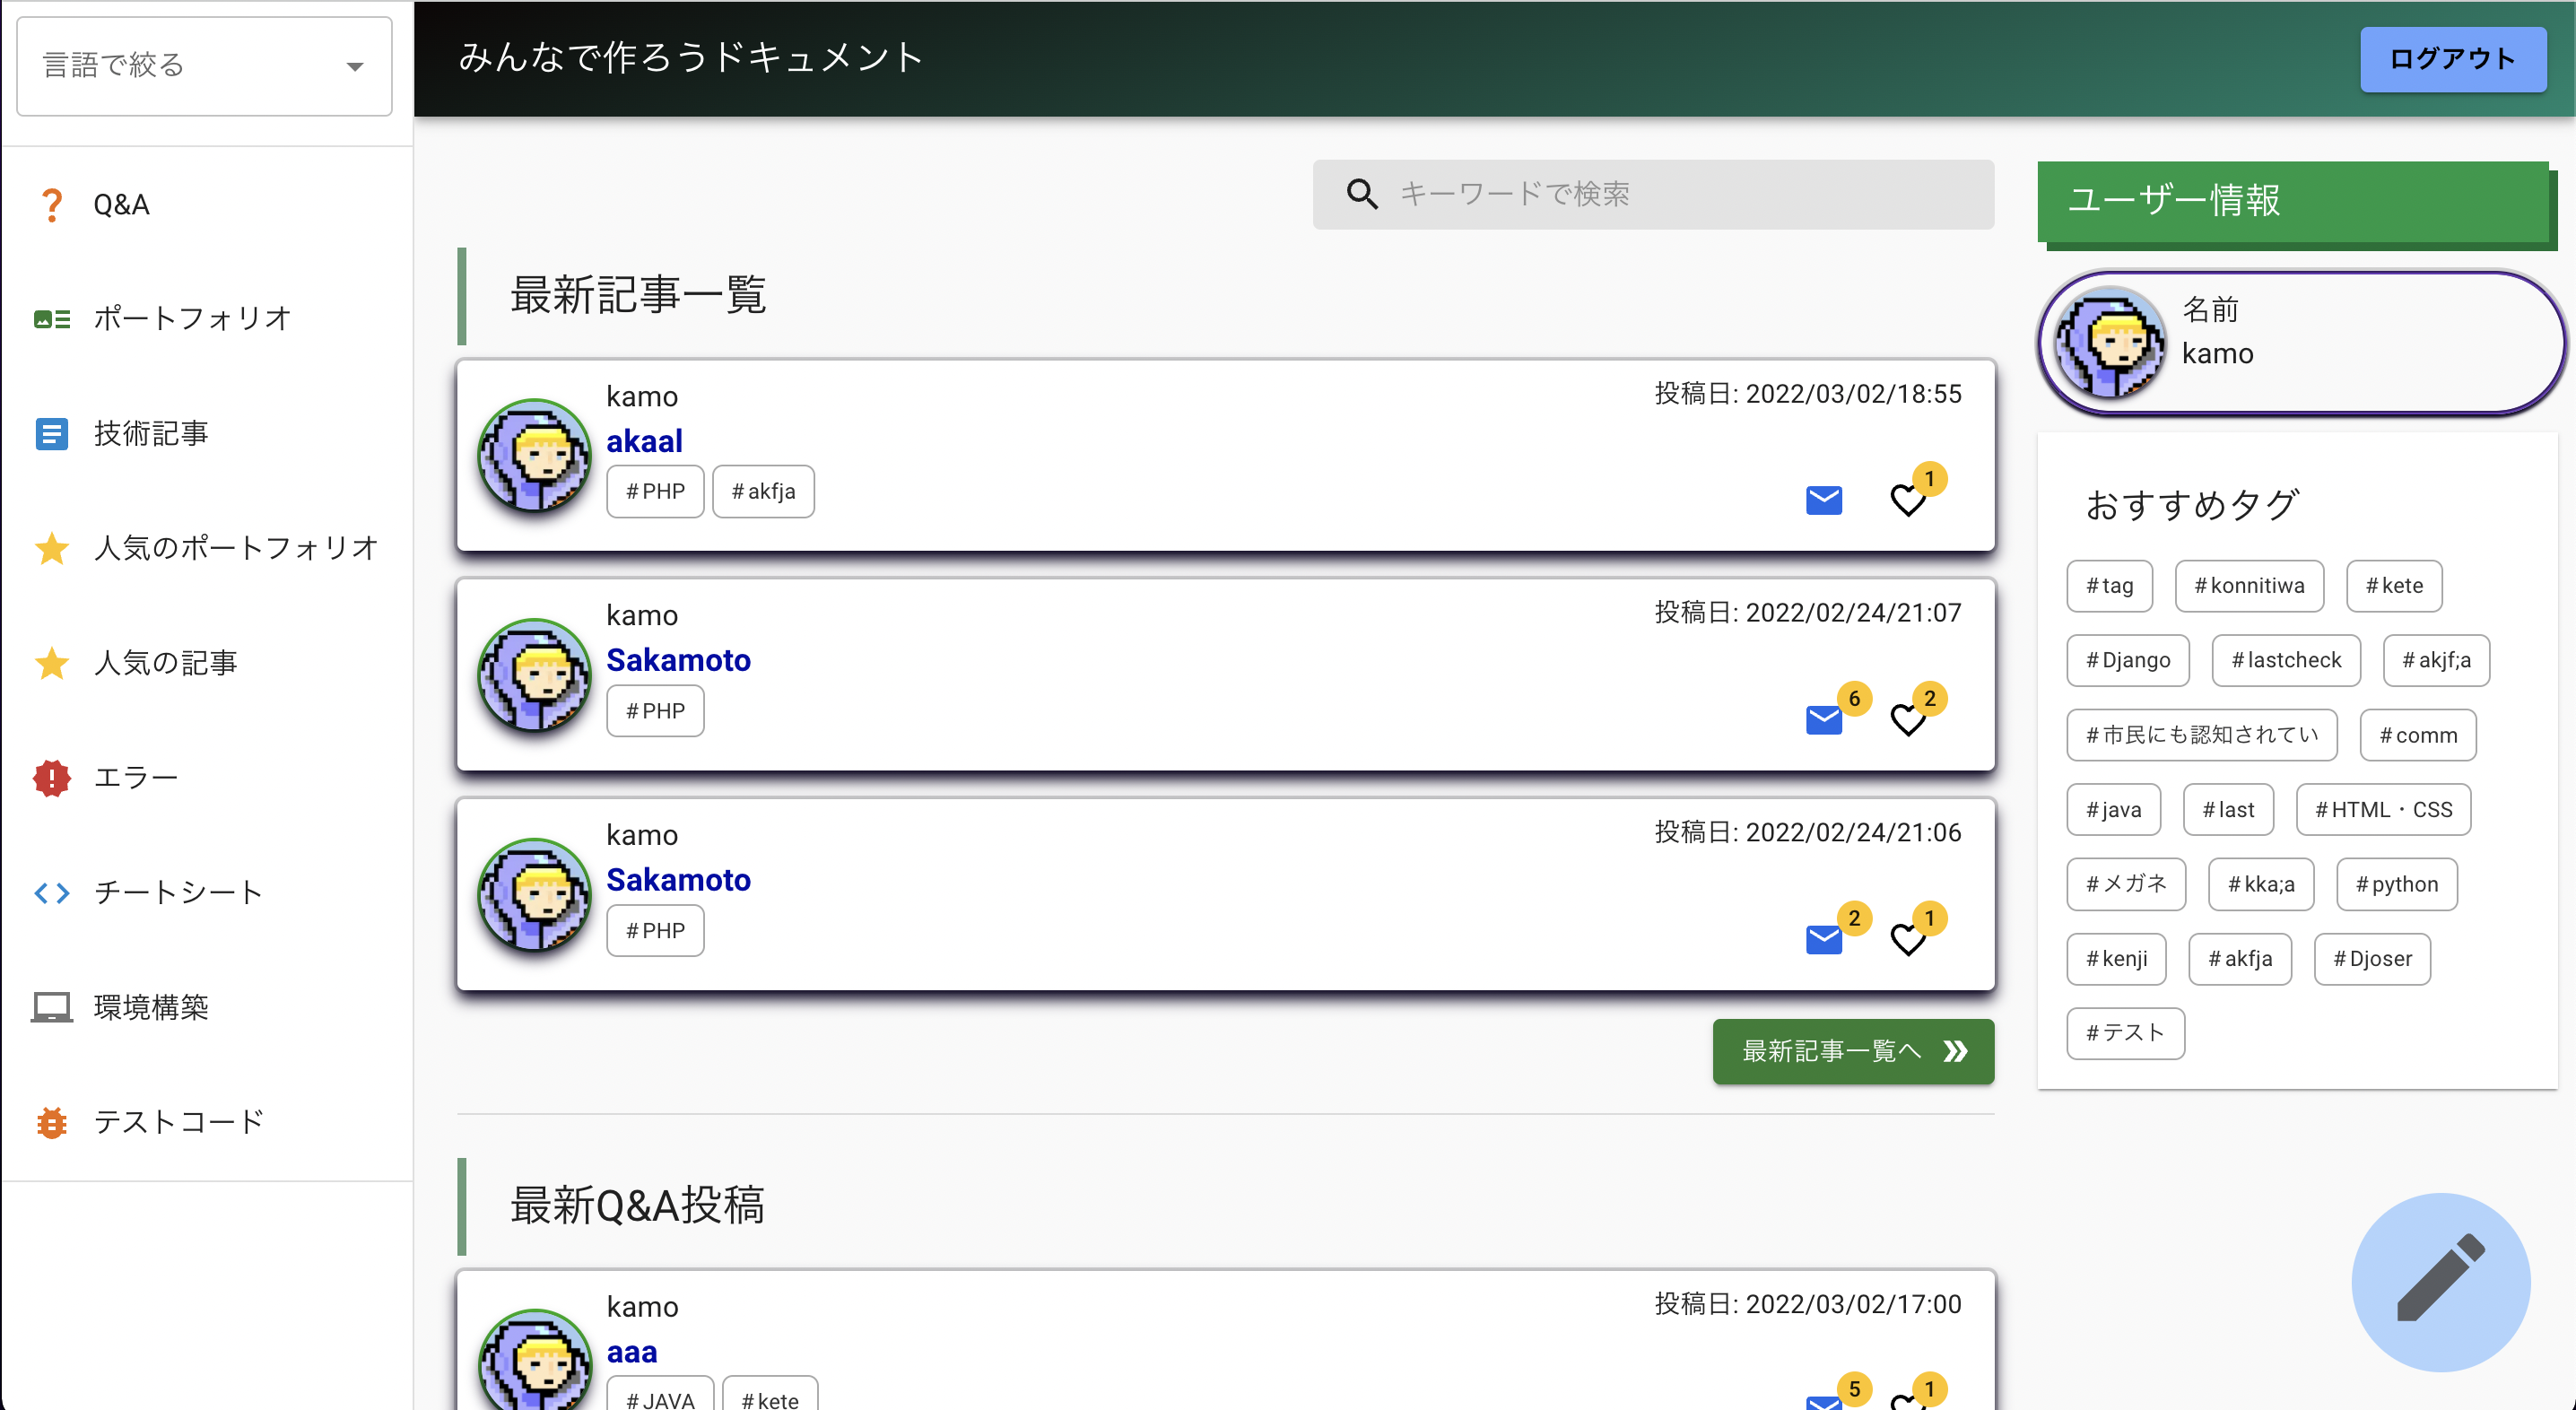 言語で絞る
Q&A
ポートフォリオ
技術記事
人気のポートフォリオ
人気の記事
エラー
チートシート
環境構築
テストコード
みんなで作ろうドキュメント
ログアウト
キーワードで検索
最新記事一覧
kamo
投稿日: 2022/03/02/18:55
akaal
#PHP #akfja
1
kamo
投稿日: 2022/02/24/21:07
Sakamoto
#PHP
6 2
kamo
投稿日: 2022/02/24/21:06
Sakamoto
#PHP
2 1
最新記事一覧へ
最新Q&A投稿
kamo
投稿日: 2022/03/02/17:00
aaa
#JAVA #kete
5 1
ユーザー情報
名前
kamo
おすすめタグ
#tag #konnitiwa #kete
#Django #lastcheck #akjf;a
#市民にも認知されてい #comm
#java #last #HTML・CSS
#メガネ #kka;a #python
#kenji #akfja #Djoser
#テスト